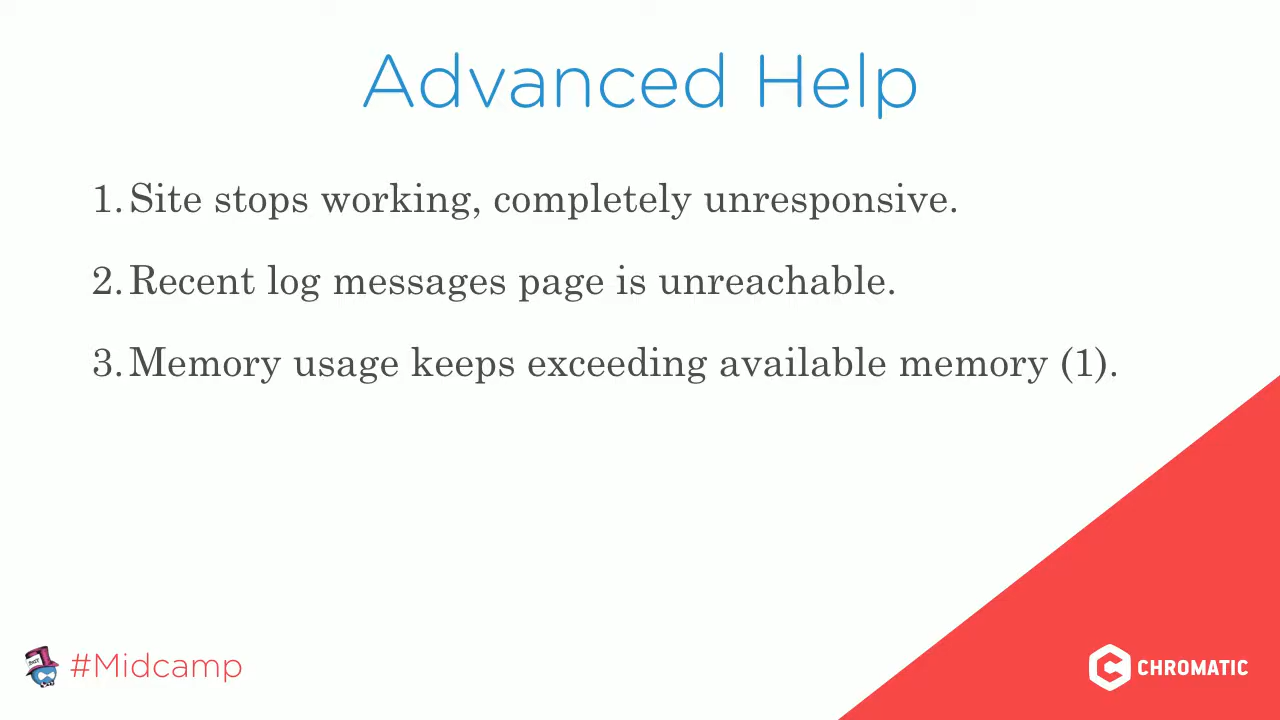 Advanced Help
1. Site stops working, completely unresponsive.
2. Recent log messages page is unreachable.
3. Memory usage keeps exceeding available memory (1).
#Midcamp
CHROMATIC